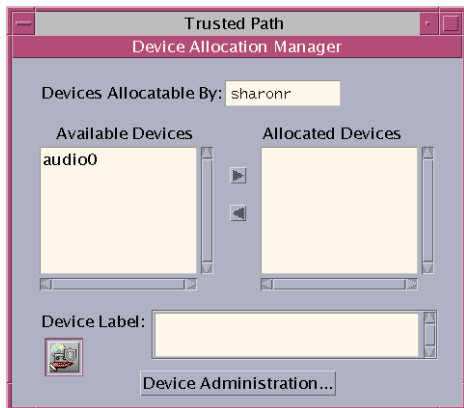 Trusted Path
Device Allocation Manager
Devices Allocatable By: sharonr
Available Devices Allocated Devices
audio0
Device Label:
Device Administration...